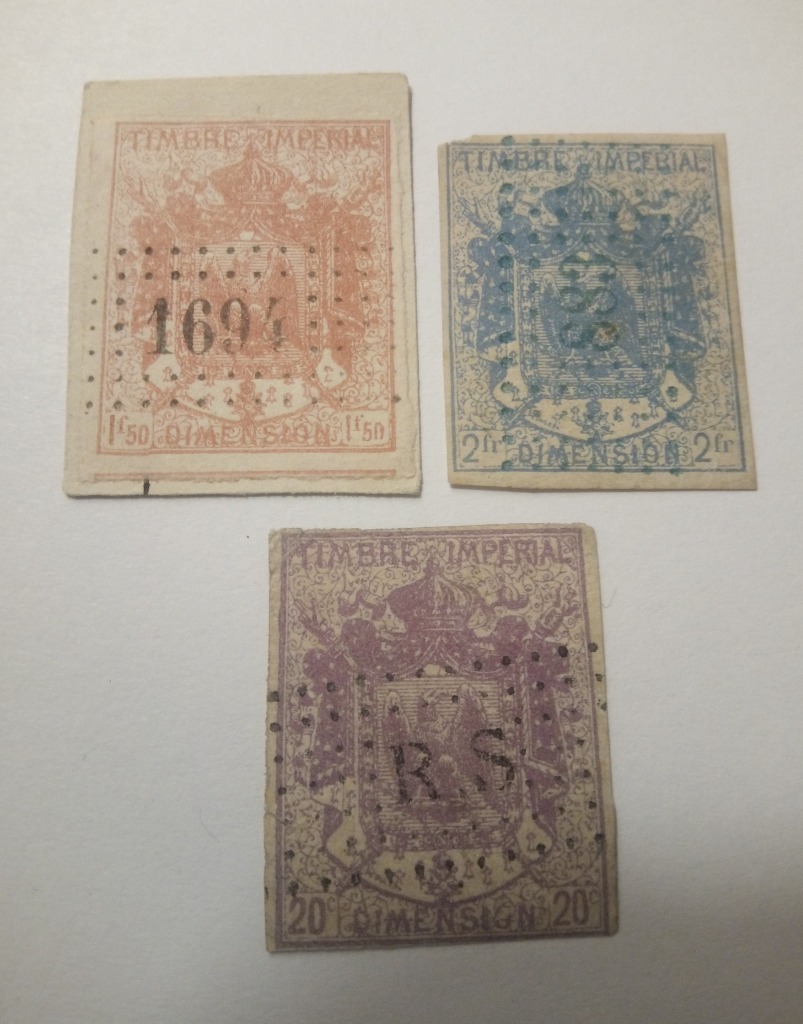 TIMBRE IMPERIAL
1694
1f50 DIMENSION 1f50
TIMBRE IMPERIAL
2fr DIMENSION 2fr
TIMBRE IMPERIAL
R.S
20c DIMENSION 20c